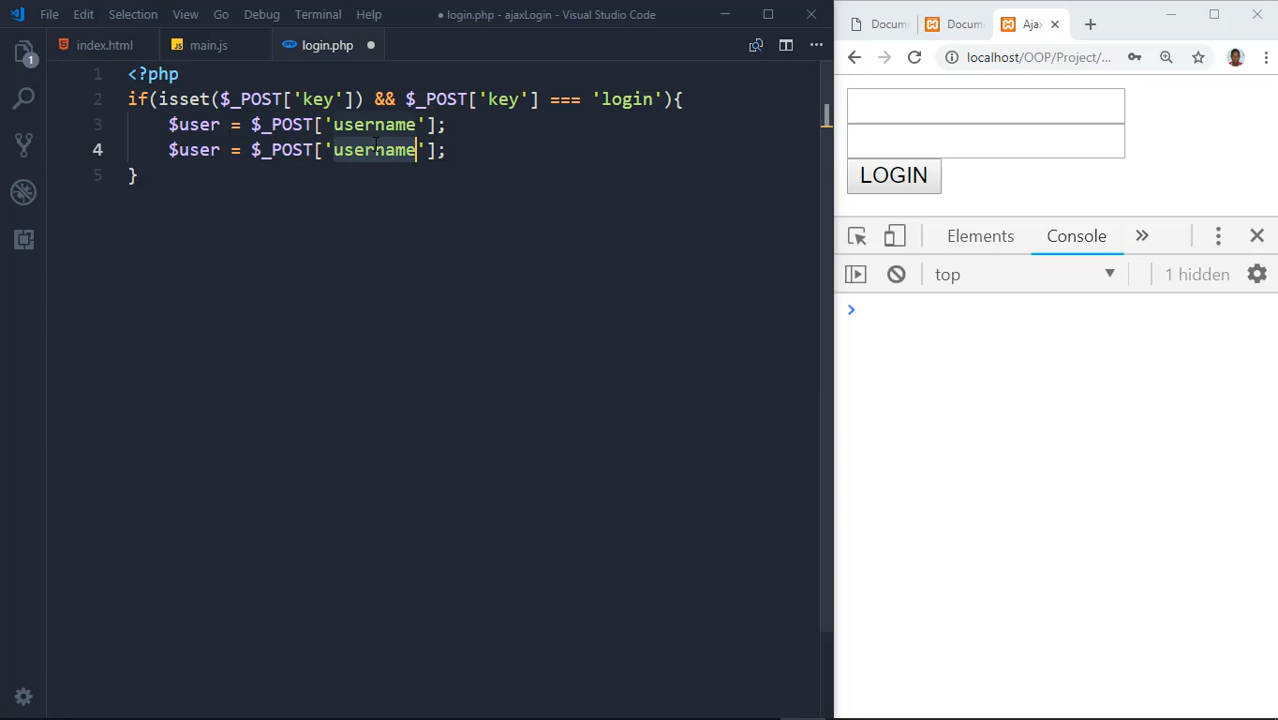 File Edit Selection View Go Debug Terminal Help ● login.php - ajaxLogin - Visual Studio Code
index.html main.js login.php ●
1
1 <?php
2 if(isset($_POST['key']) && $_POST['key'] === 'login'){
3 $user = $_POST['username'];
4 $user = $_POST['username'];
5 }
Docum Docum Ajax
localhost/OOP/Project/...
LOGIN
Elements Console
top 1 hidden